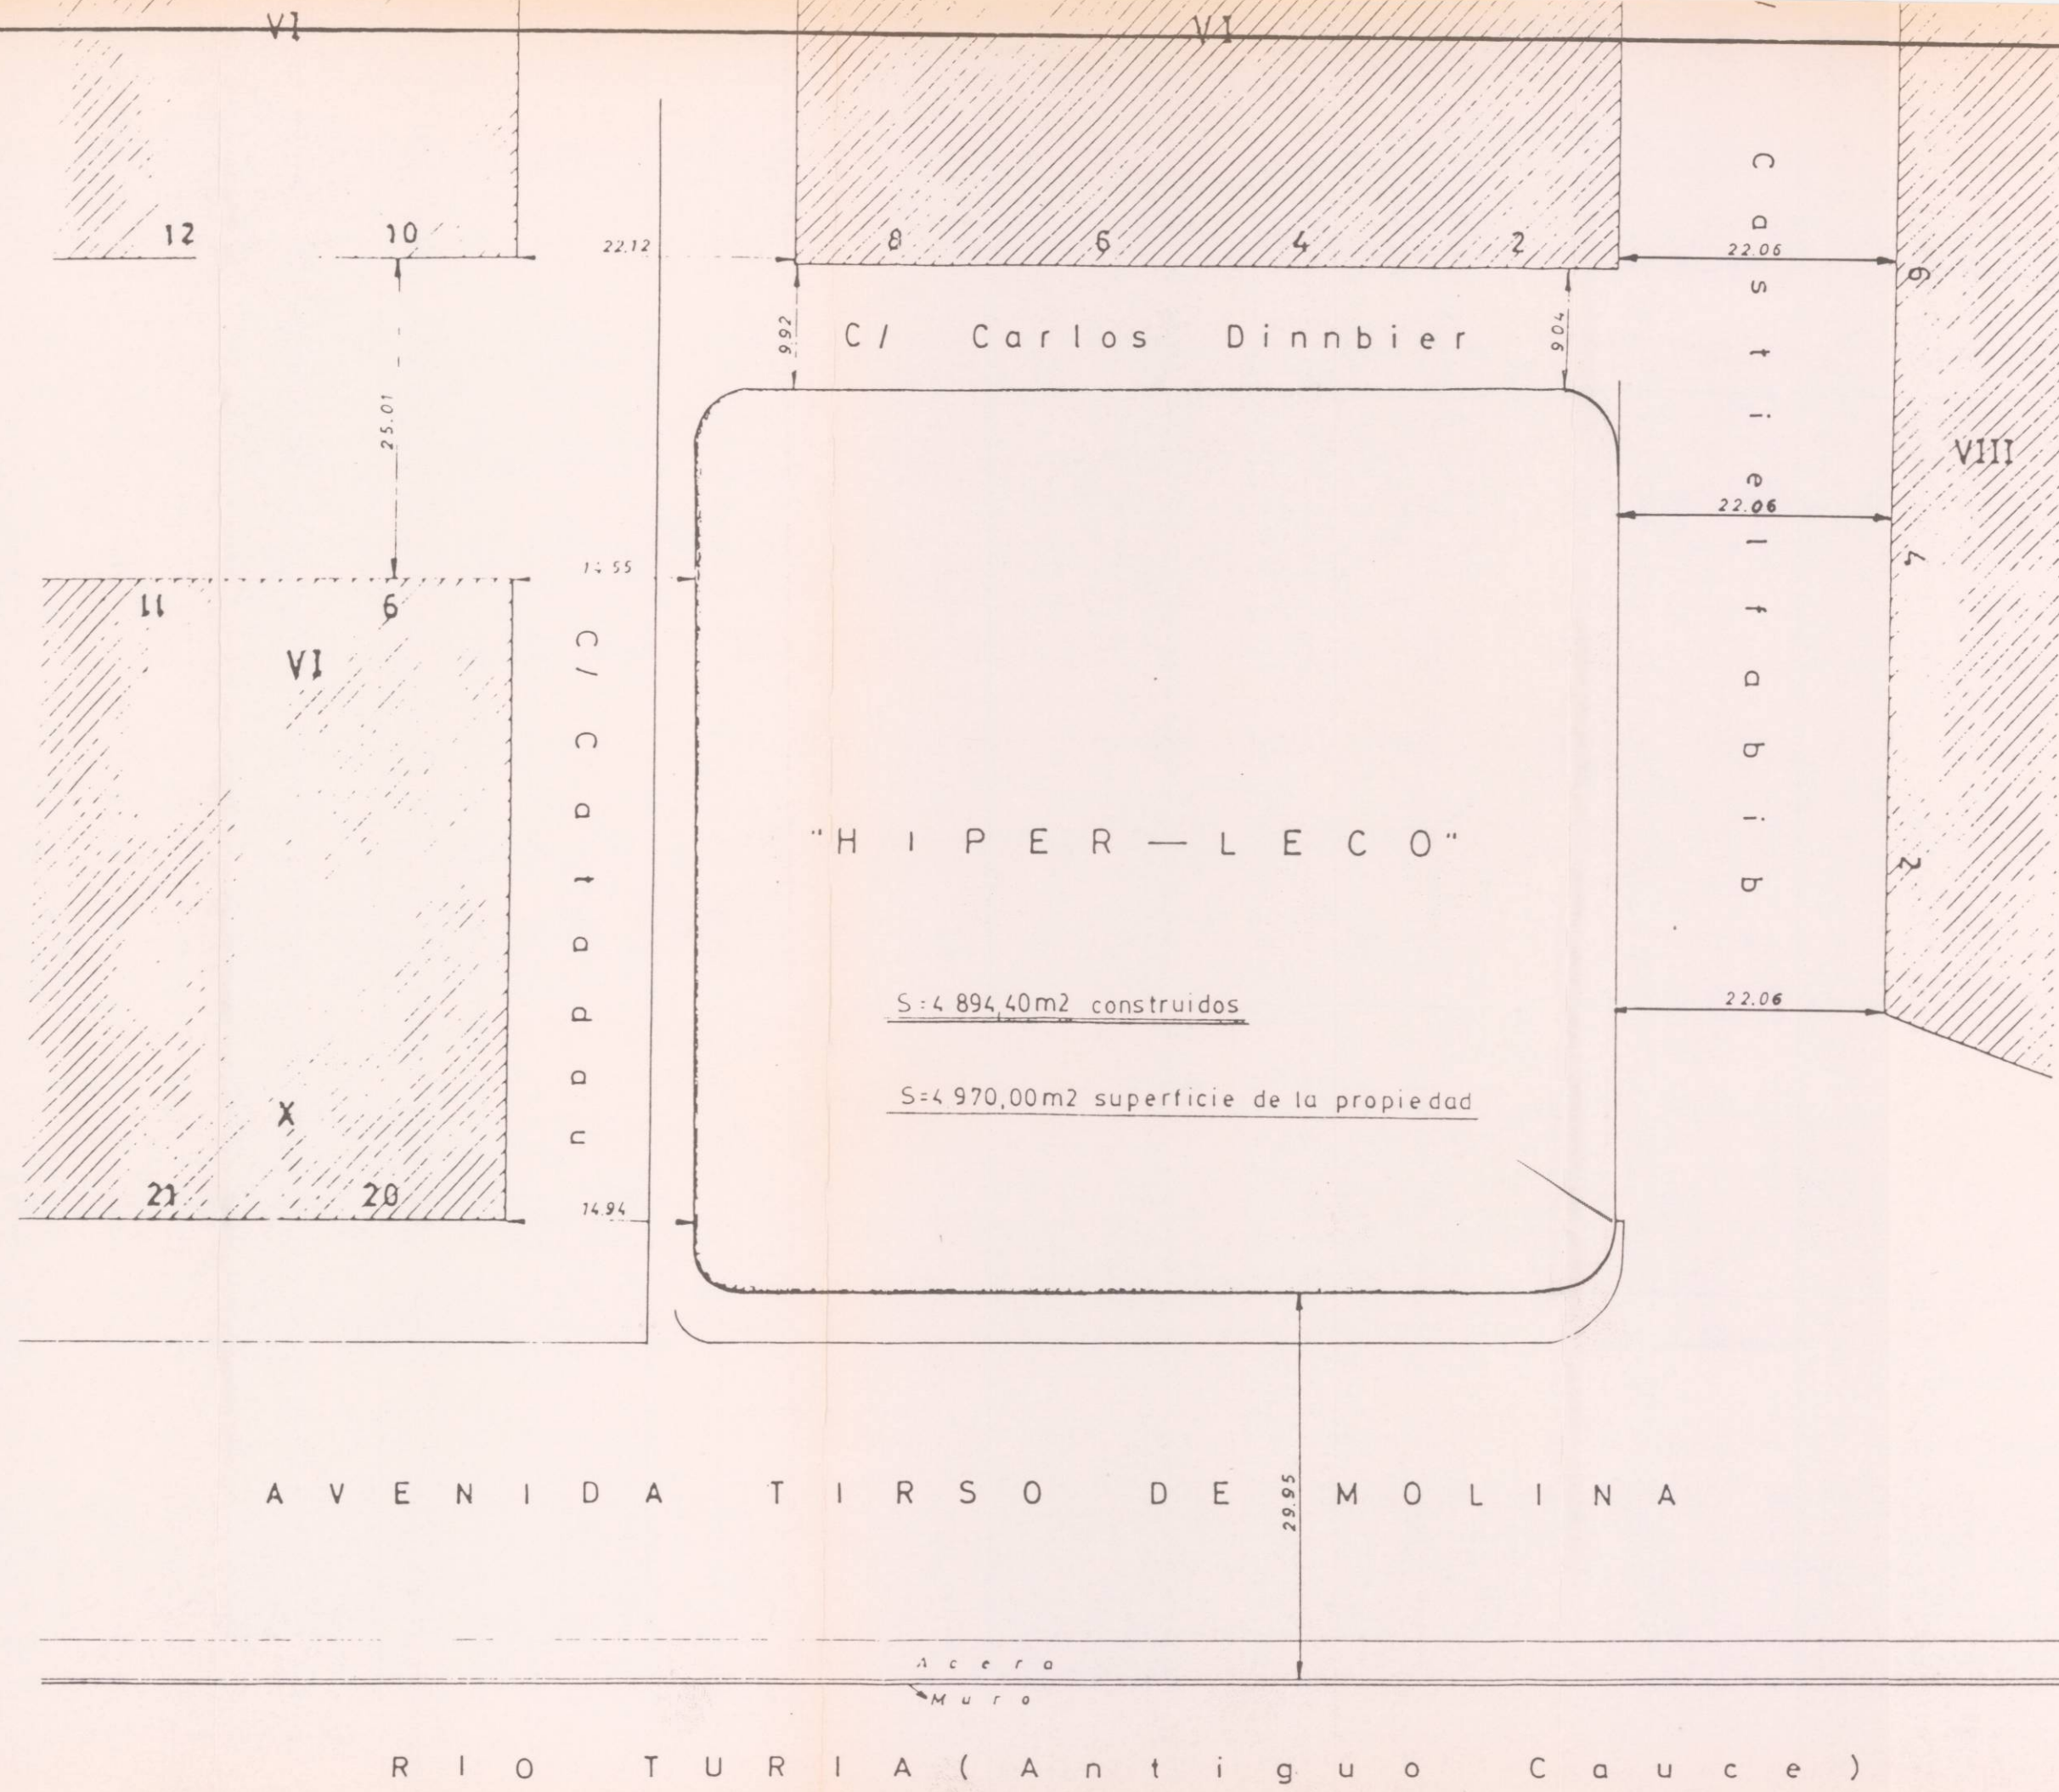 VI
VI
12
10
22.12
8
6
4
2
22.06
6
9.92
C/ Carlos Dinnbier
9.04
Castielfabib
25.01
VIII
22.06
4
11
6
VI
C/ Catadau
"HIPER—LECO"
2
S=4 894,40m2 construidos
22.06
S=4 970,00m2 superficie de la propiedad
X
21
20
14.94
AVENIDA TIRSO DE MOLINA
29.95
Acera
Muro
RIO TURIA (Antiguo Cauce)